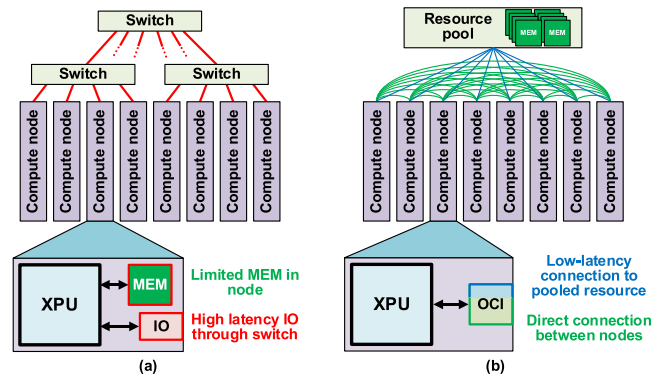 Switch
Switch
Switch
Compute node
Compute node
Compute node
Compute node
Compute node
Compute node
Compute node
Compute node
XPU
MEM
IO
Limited MEM in
node
High latency IO
through switch
(a)
Resource
pool
MEM
MEM
Compute node
Compute node
Compute node
Compute node
Compute node
Compute node
Compute node
Compute node
XPU
OCI
Low-latency
connection to
pooled resource
Direct connection
between nodes
(b)